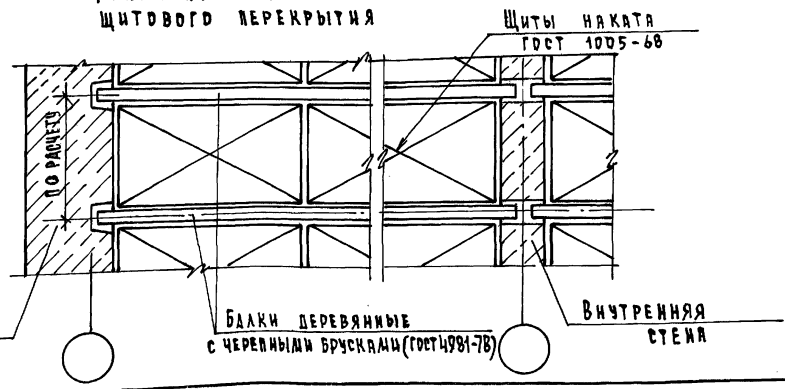 ЩИТОВОГО ПЕРЕКРЫТИЯ
ЩИТЫ НАКАТА
ГОСТ 1005-68
ПО РАСЧЕТУ
БАЛКИ ДЕРЕВЯННЫЕ
С ЧЕРЕПНЫМИ БРУСКАМИ (ГОСТ 4981-78)
ВНУТРЕННЯЯ
СТЕНА